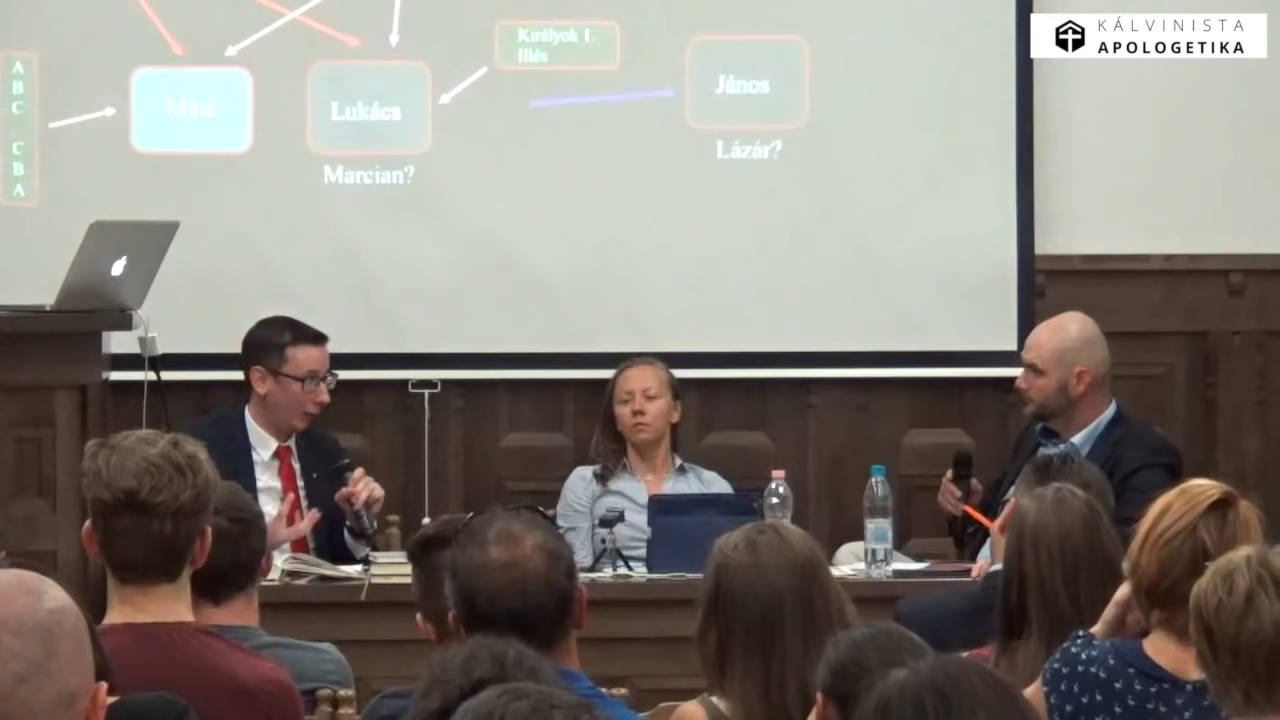 KÁLVINISTA
APOLOGETIKA
Királyok I.
Illés
A
B
C
C
B
A
Máté
Lukács
János
Marcian?
Lázár?